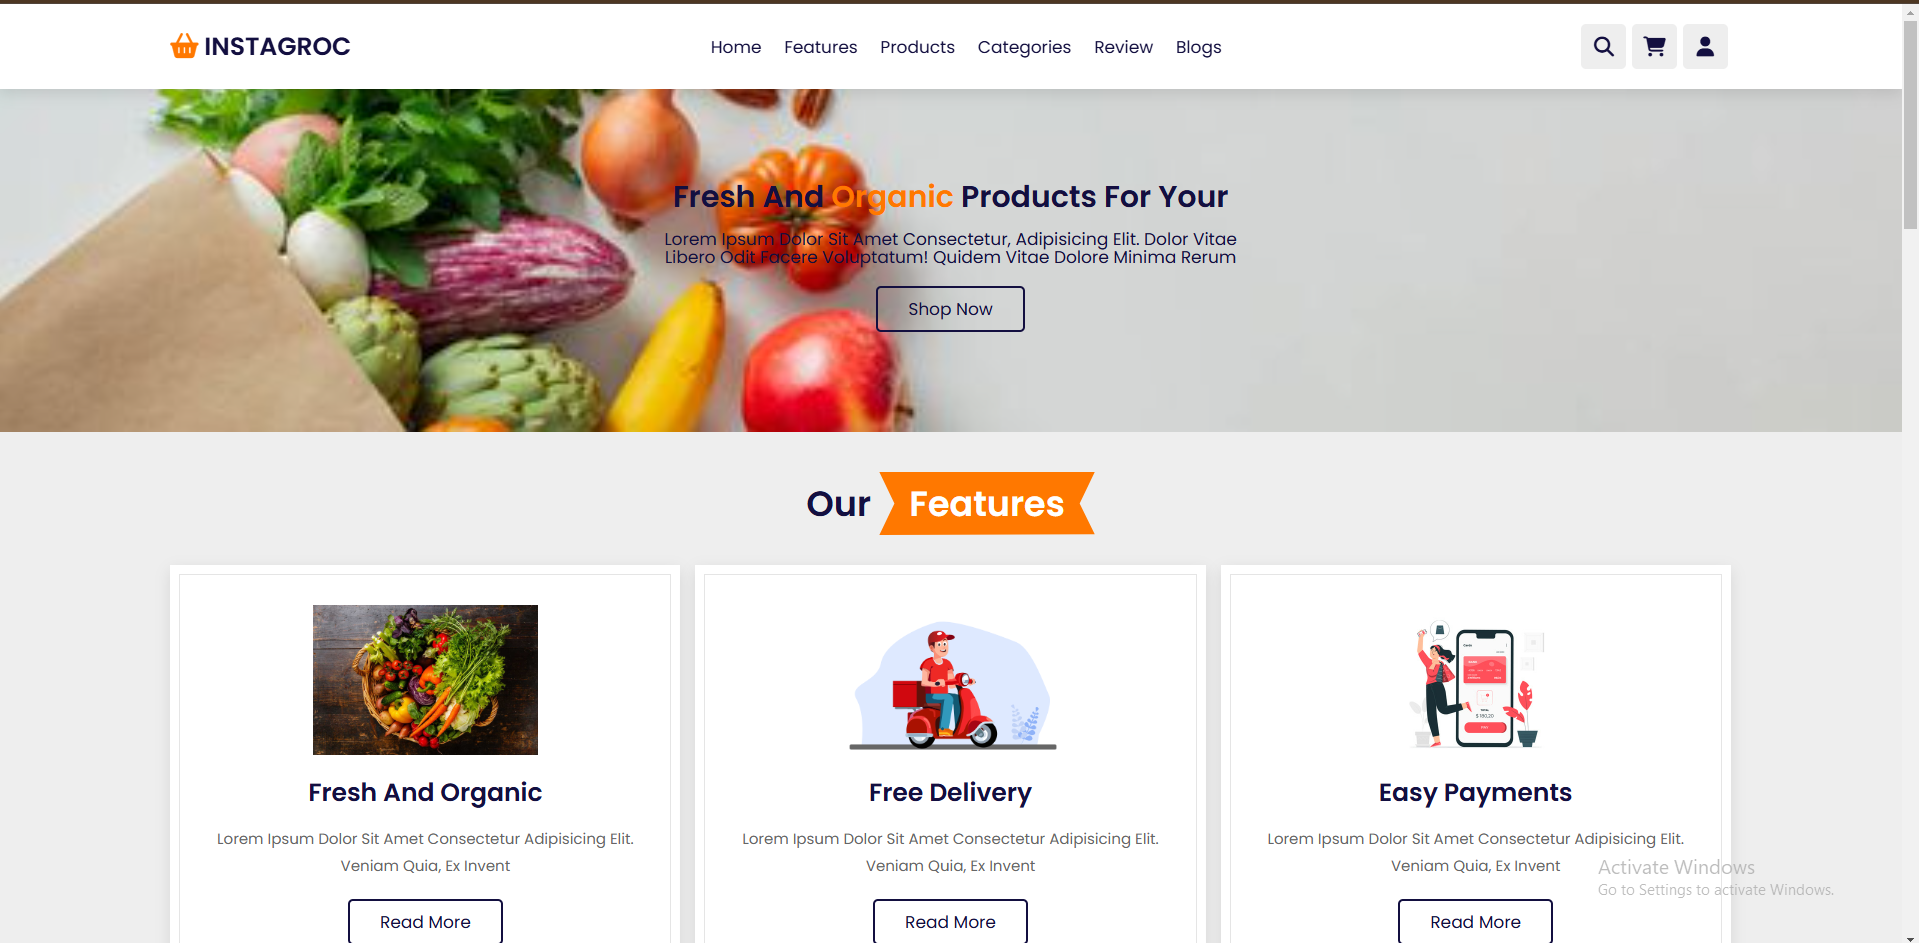 INSTAGROC
Home Features Products Categories Review Blogs
Fresh And Organic Products For Your
Lorem Ipsum Dolor Sit Amet Consectetur, Adipisicing Elit. Dolor Vitae
Libero Odit Facere Voluptatum! Quidem Vitae Dolore Minima Rerum
Shop Now
Our Features
Fresh And Organic
Lorem Ipsum Dolor Sit Amet Consectetur Adipisicing Elit.
Veniam Quia, Ex Invent
Read More
Free Delivery
Lorem Ipsum Dolor Sit Amet Consectetur Adipisicing Elit.
Veniam Quia, Ex Invent
Read More
Easy Payments
Lorem Ipsum Dolor Sit Amet Consectetur Adipisicing Elit.
Veniam Quia, Ex Invent
Read More
Activate Windows
Go to Settings to activate Windows.